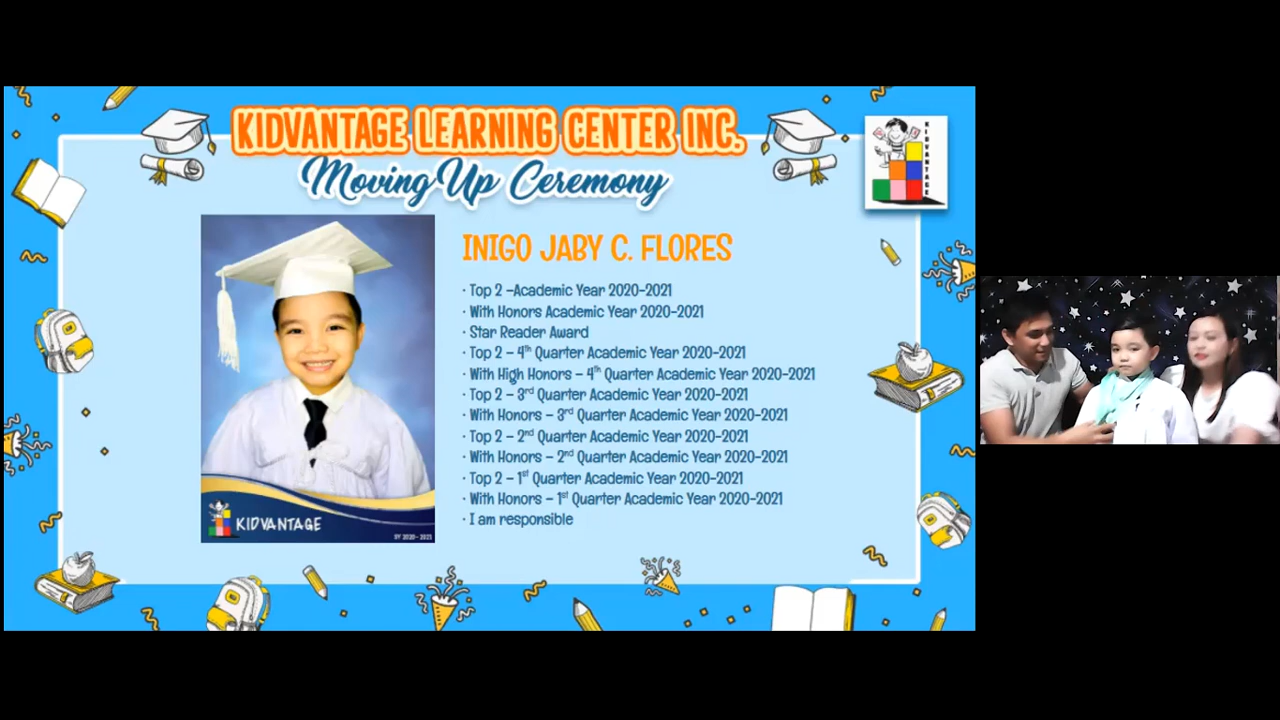 KIDVANTAGE LEARNING CENTER INC.
Moving Up Ceremony
KIDVANTAGE
INIGO JABY C. FLORES
· Top 2 –Academic Year 2020-2021
· With Honors Academic Year 2020-2021
· Star Reader Award
· Top 2 – 4th Quarter Academic Year 2020-2021
· With High Honors – 4th Quarter Academic Year 2020-2021
· Top 2 – 3rd Quarter Academic Year 2020-2021
· With Honors – 3rd Quarter Academic Year 2020-2021
· Top 2 – 2nd Quarter Academic Year 2020-2021
· With Honors – 2nd Quarter Academic Year 2020-2021
· Top 2 – 1st Quarter Academic Year 2020-2021
· With Honors – 1st Quarter Academic Year 2020-2021
· I am responsible
KIDVANTAGE
SY 2020-2021